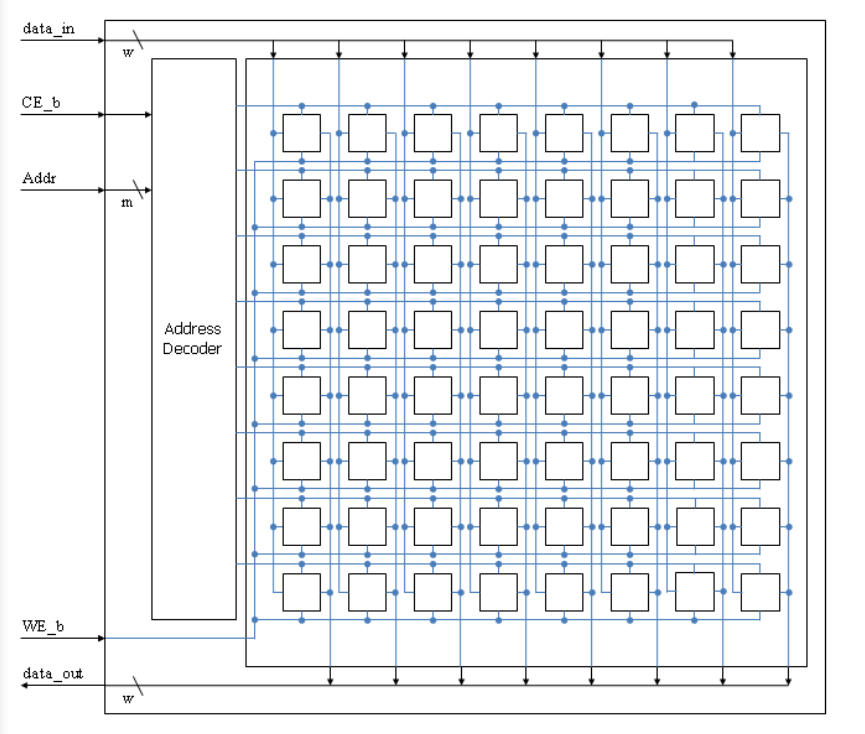 data_in
w
CE_b
Addr
m
Address
Decoder
WE_b
data_out
w